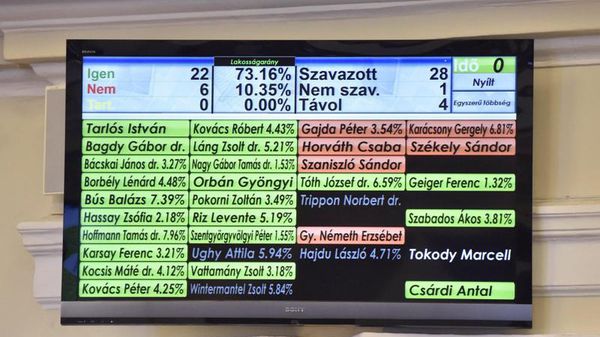 Lakosságarány
Igen 22 73.16% Szavazott 28 Idő 0
Nem 6 10.35% Nem szav. 1 Nyílt
Tart. 0 0.00% Távol 4 Egyszerű többség
Tarlós István Kovács Róbert 4.43% Gajda Péter 3.54% Karácsony Gergely 6.81%
Bagdy Gábor dr. Láng Zsolt dr. 5.21% Horváth Csaba Székely Sándor
Bácskai János dr. 3.27% Nagy Gábor Tamás dr. 1.53% Szaniszló Sándor
Borbély Lénárd 4.48% Orbán Gyöngyi Tóth József dr. 6.59% Geiger Ferenc 1.32%
Bús Balázs 7.39% Pokorni Zoltán 3.49% Trippon Norbert dr.
Hassay Zsófia 2.18% Riz Levente 5.19% Szabados Ákos 3.81%
Hoffmann Tamás dr. 7.96% Szentgyörgyvölgyi Péter 1.55% Gy. Németh Erzsébet
Karsay Ferenc 3.21% Ughy Attila 5.94% Hajdu László 4.71% Tokody Marcell
Kocsis Máté dr. 4.12% Vattamány Zsolt 3.18%
Kovács Péter 4.25% Wintermantel Zsolt 5.84% Csárdi Antal
SONY